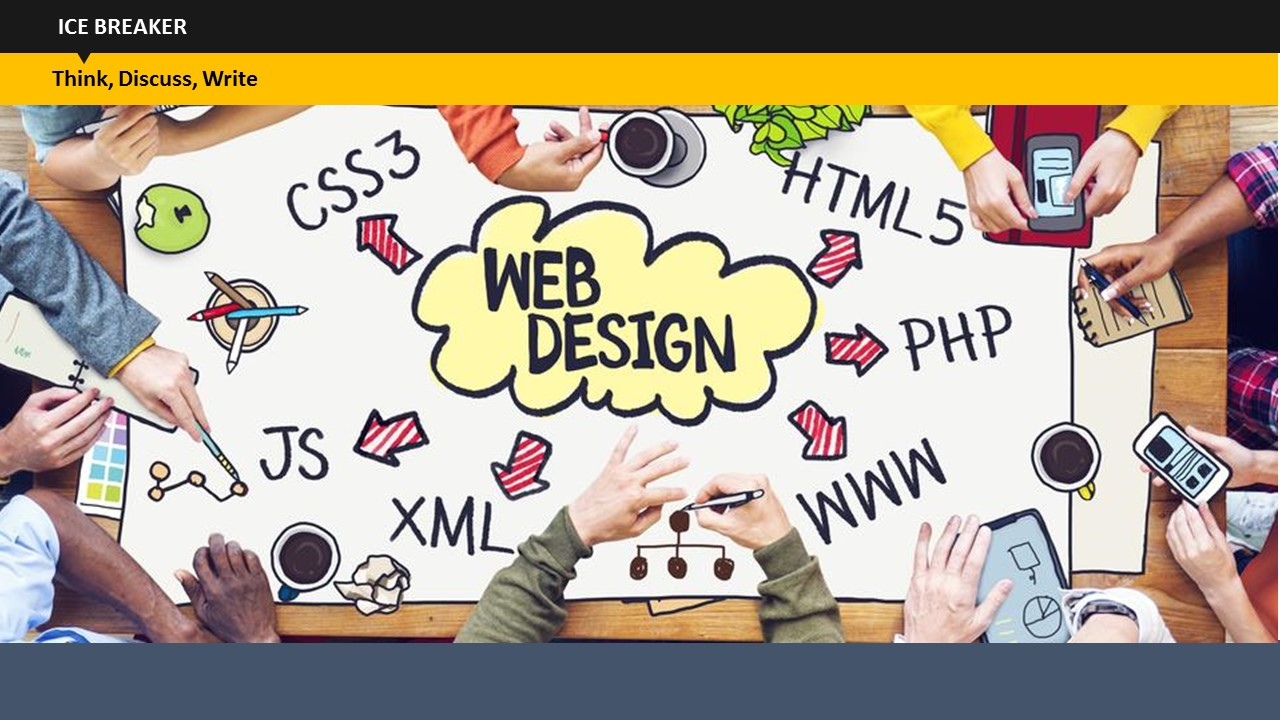 ICE BREAKER
Think, Discuss, Write
CSS3
HTML5
WEB
DESIGN
PHP
JS
XML
WWW